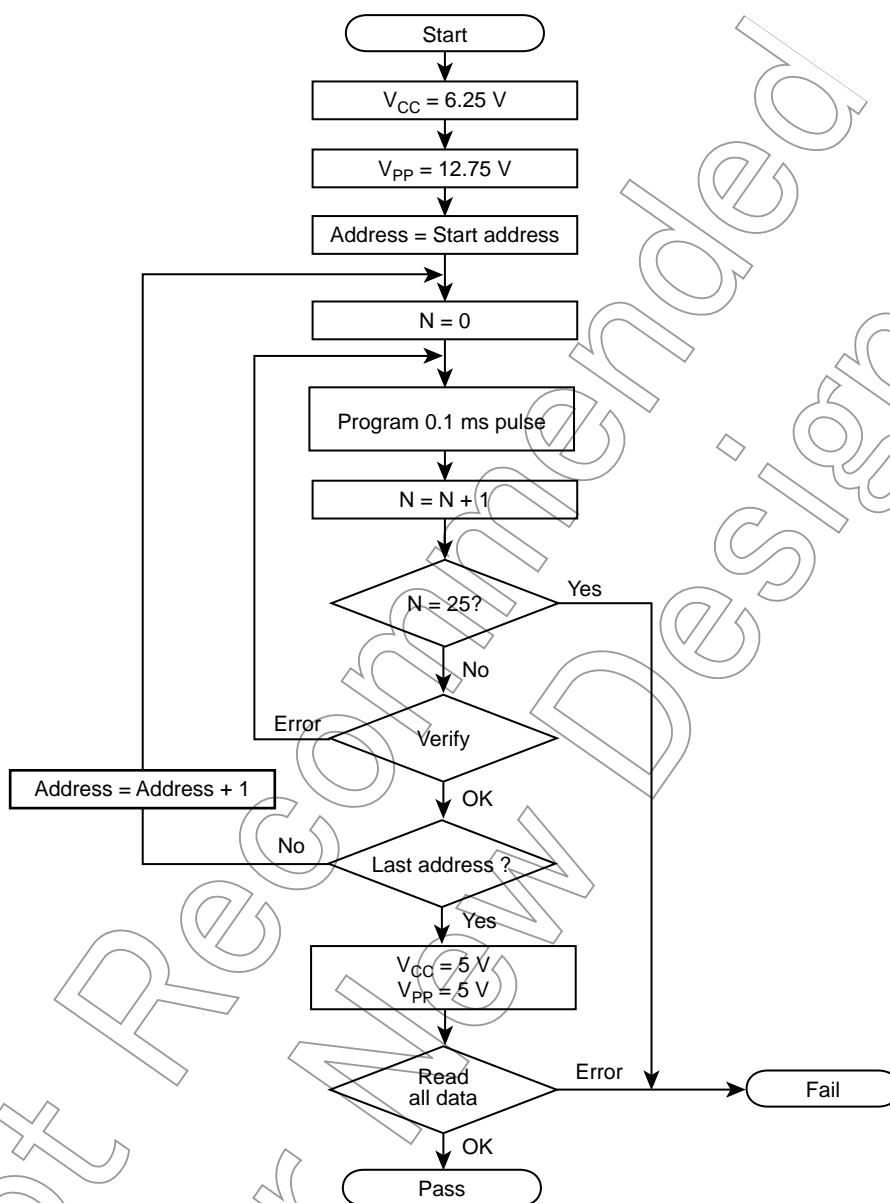 Start
V_CC = 6.25 V
V_PP = 12.75 V
Address = Start address
N = 0
Program 0.1 ms pulse
N = N + 1
N = 25?
Yes
No
Error
Verify
Address = Address + 1
OK
No
Last address ?
Yes
V_CC = 5 V
V_PP = 5 V
Read
all data
Error
Fail
OK
Pass
Recommended
New Design